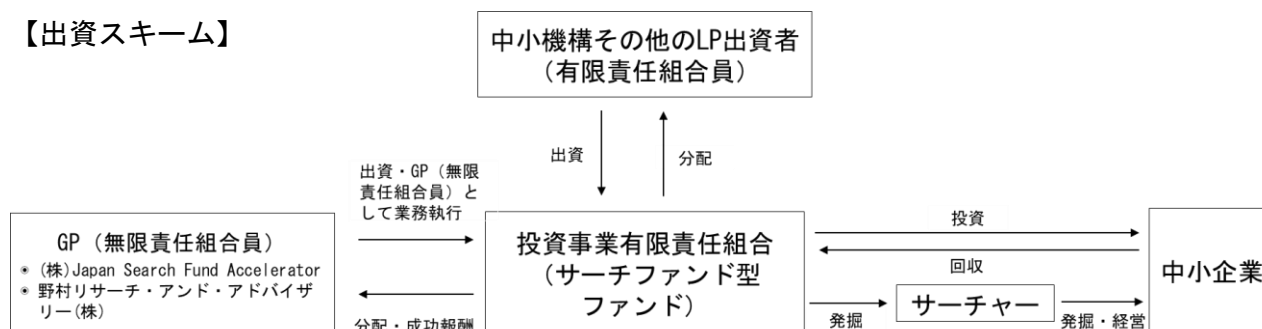 【出資スキーム】
中小機構その他のLP出資者
（有限責任組合員）
出資
分配
出資・GP（無限
責任組合員）と
して業務執行
GP（無限責任組合員）
◉ (株)Japan Search Fund Accelerator
◉ 野村リサーチ・アンド・アドバイザ
リー(株)
分配・成功報酬
投資事業有限責任組合
（サーチファンド型
ファンド）
投資
回収
発掘
サーチャー
発掘・経営
中小企業